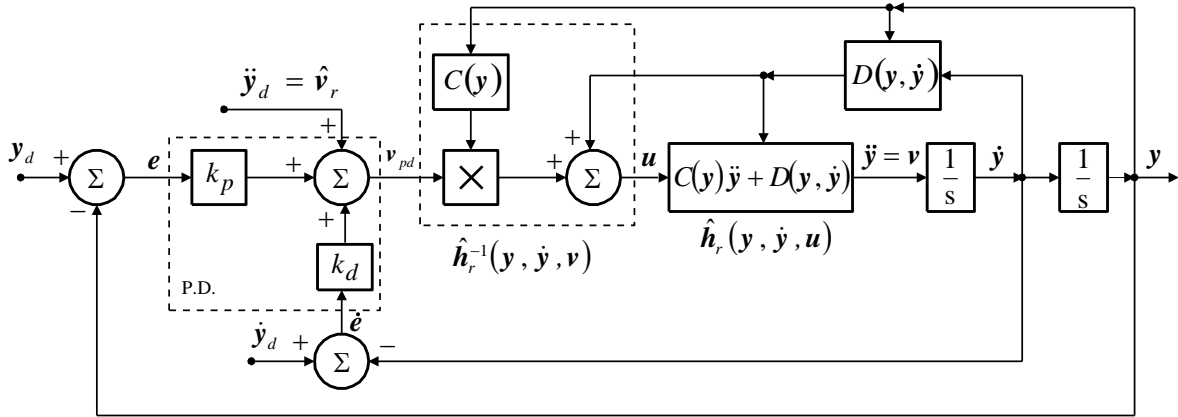 C(y)
D(y, ẏ)
ÿ_d = v̂_r
+
+
y_d
+
Σ
−
e
k_p
+
Σ
+
v_pd
×
+
Σ
u
C(y)ÿ + D(y, ẏ)
ÿ = v
1/s
ẏ
1/s
y
ĥ_r^{-1}(y, ẏ, v)
ĥ_r(y, ẏ, u)
k_d
P.D.
ė
ẏ_d
+
Σ
−